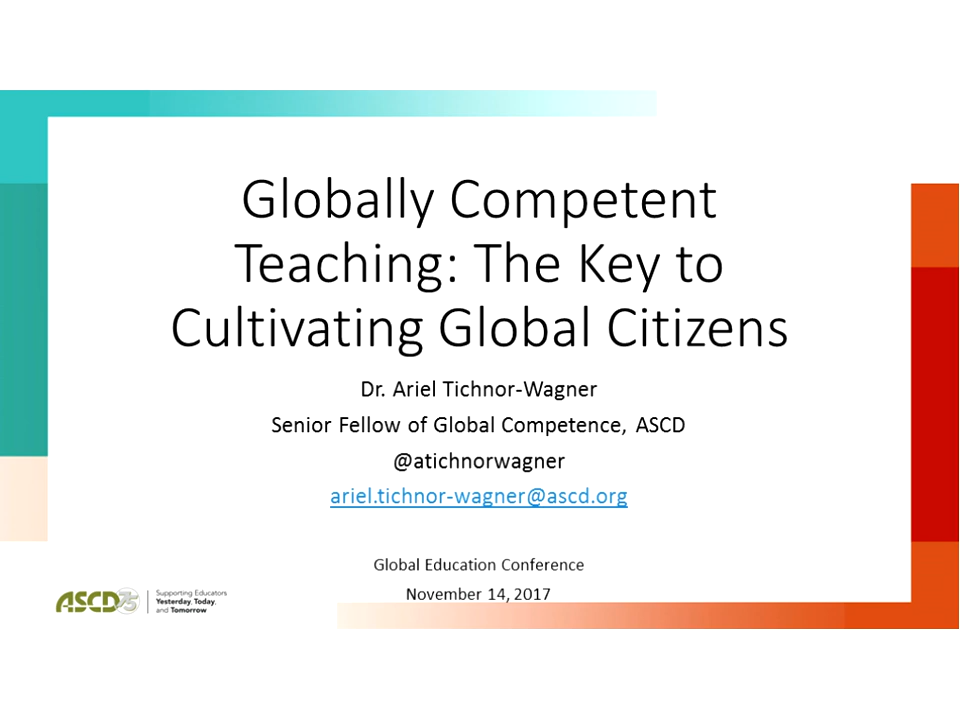 Globally Competent
Teaching: The Key to
Cultivating Global Citizens
Dr. Ariel Tichnor-Wagner
Senior Fellow of Global Competence, ASCD
@atichnorwagner
ariel.tichnor-wagner@ascd.org
Global Education Conference
November 14, 2017
ASCD 75
Supporting Educators
Yesterday, Today,
and Tomorrow